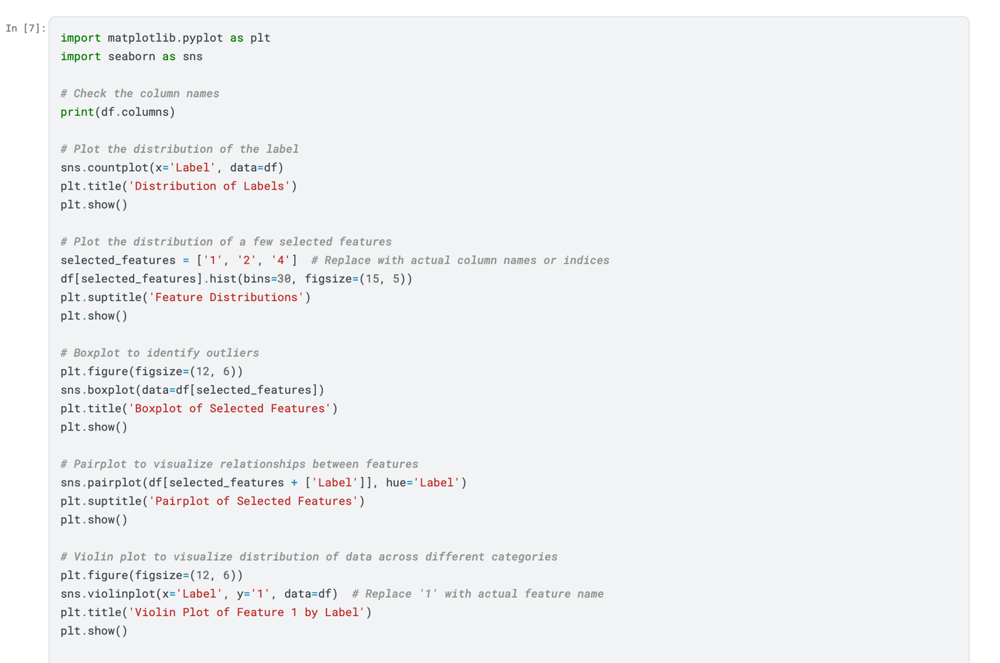 In [7]:
import matplotlib.pyplot as plt
import seaborn as sns
# Check the column names
print(df.columns)
# Plot the distribution of the label
sns.countplot(x='Label', data=df)
plt.title('Distribution of Labels')
plt.show()
# Plot the distribution of a few selected features
selected_features = ['1', '2', '4']  # Replace with actual column names or indices
df[selected_features].hist(bins=30, figsize=(15, 5))
plt.suptitle('Feature Distributions')
plt.show()
# Boxplot to identify outliers
plt.figure(figsize=(12, 6))
sns.boxplot(data=df[selected_features])
plt.title('Boxplot of Selected Features')
plt.show()
# Pairplot to visualize relationships between features
sns.pairplot(df[selected_features + ['Label']], hue='Label')
plt.suptitle('Pairplot of Selected Features')
plt.show()
# Violin plot to visualize distribution of data across different categories
plt.figure(figsize=(12, 6))
sns.violinplot(x='Label', y='1', data=df)  # Replace '1' with actual feature name
plt.title('Violin Plot of Feature 1 by Label')
plt.show()